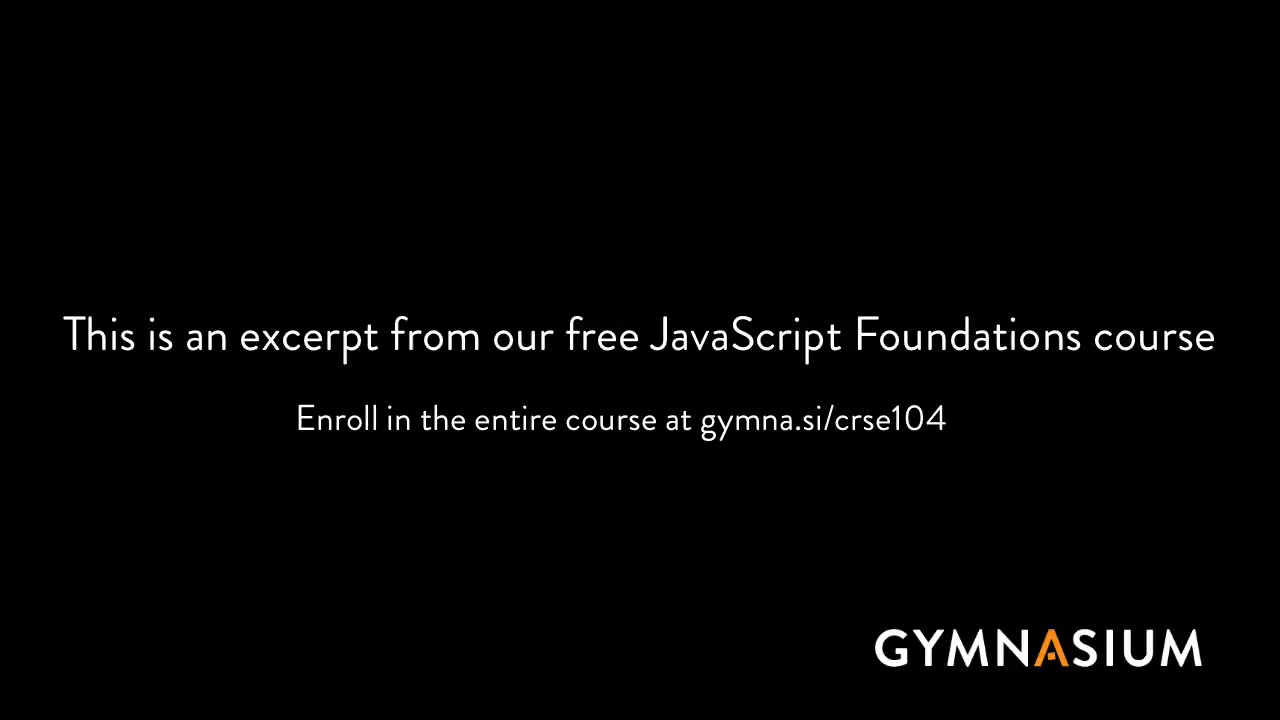 This is an excerpt from our free JavaScript Foundations course
Enroll in the entire course at gymna.si/crse104
GYMNASIUM